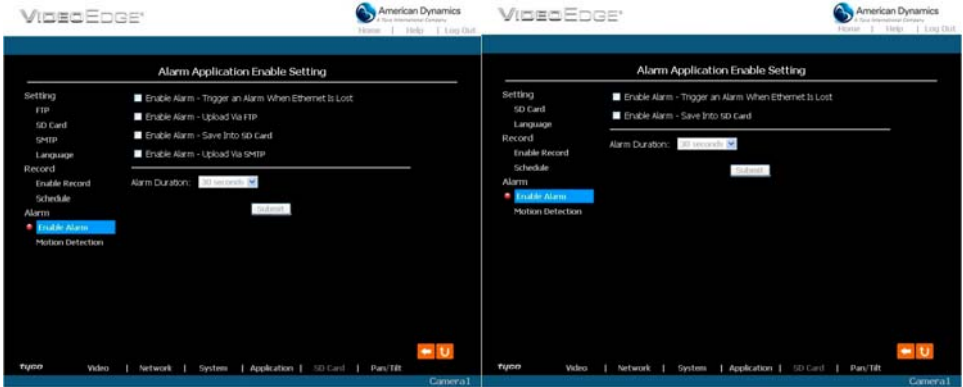 VIDEOEDGE
American Dynamics
A Tyco International Company
Home | Help | Log Out
Alarm Application Enable Setting
Setting
FTP
SD Card
SMTP
Language
Record
Enable Record
Schedule
Alarm
Enable Alarm
Motion Detection
Enable Alarm - Trigger an Alarm When Ethernet Is Lost
Enable Alarm - Upload Via FTP
Enable Alarm - Save Into SD Card
Enable Alarm - Upload Via SMTP
Alarm Duration: 30 seconds
Submit
tyco Video | Network | System | Application | SD Card | Pan/Tilt
Camera1
VIDEOEDGE
American Dynamics
A Tyco International Company
Home | Help | Log Out
Alarm Application Enable Setting
Setting
SD Card
Language
Record
Enable Record
Schedule
Alarm
Enable Alarm
Motion Detection
Enable Alarm - Trigger an Alarm When Ethernet Is Lost
Enable Alarm - Save Into SD Card
Alarm Duration: 30 seconds
Submit
tyco Video | Network | System | Application | SD Card | Pan/Tilt
Camera1